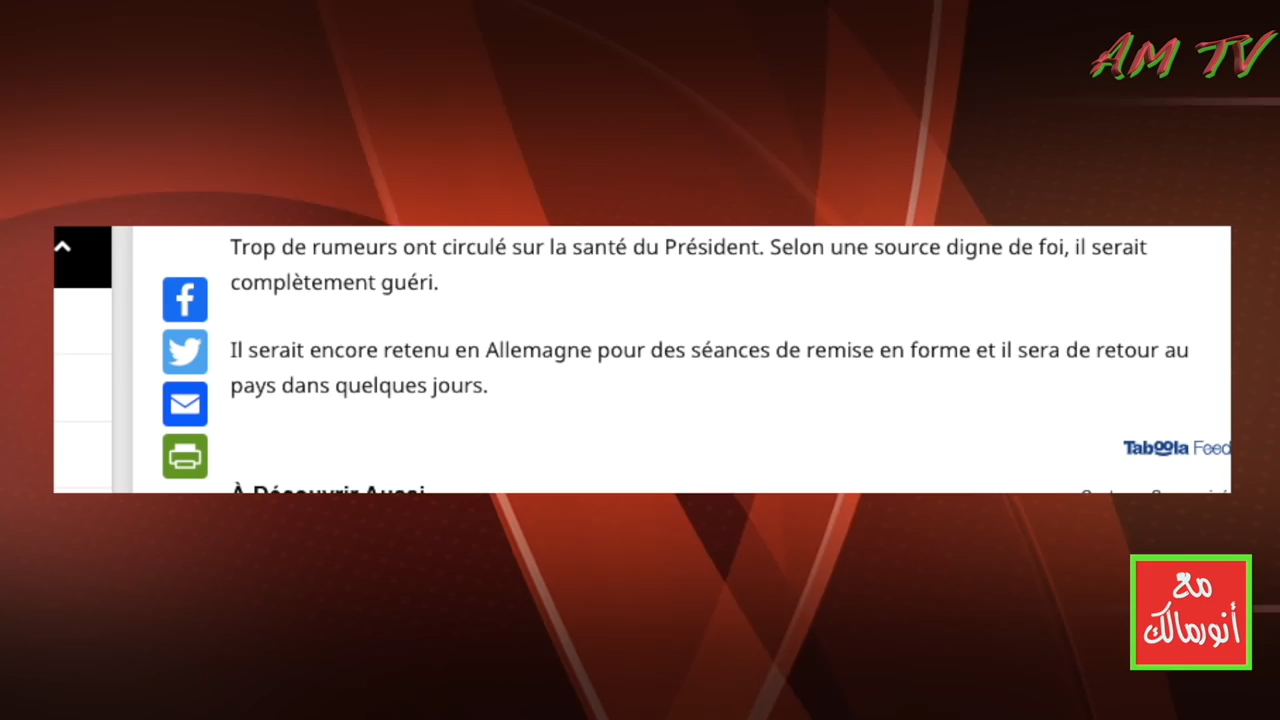 AM TV
Trop de rumeurs ont circulé sur la santé du Président. Selon une source digne de foi, il serait
complètement guéri.
Il serait encore retenu en Allemagne pour des séances de remise en forme et il sera de retour au
pays dans quelques jours.
Taboola Feed
À Découvrir Aussi
مع
أنورمالك